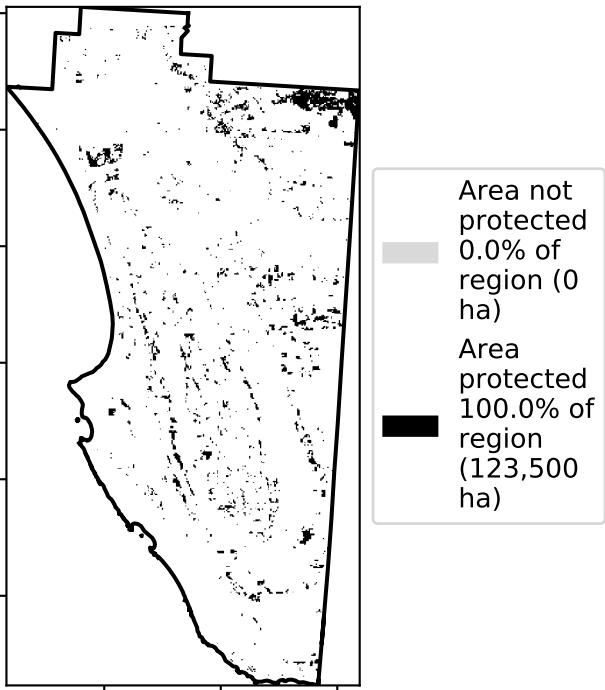 Area not
protected
0.0% of
region (0
ha)
Area
protected
100.0% of
region
(123,500
ha)